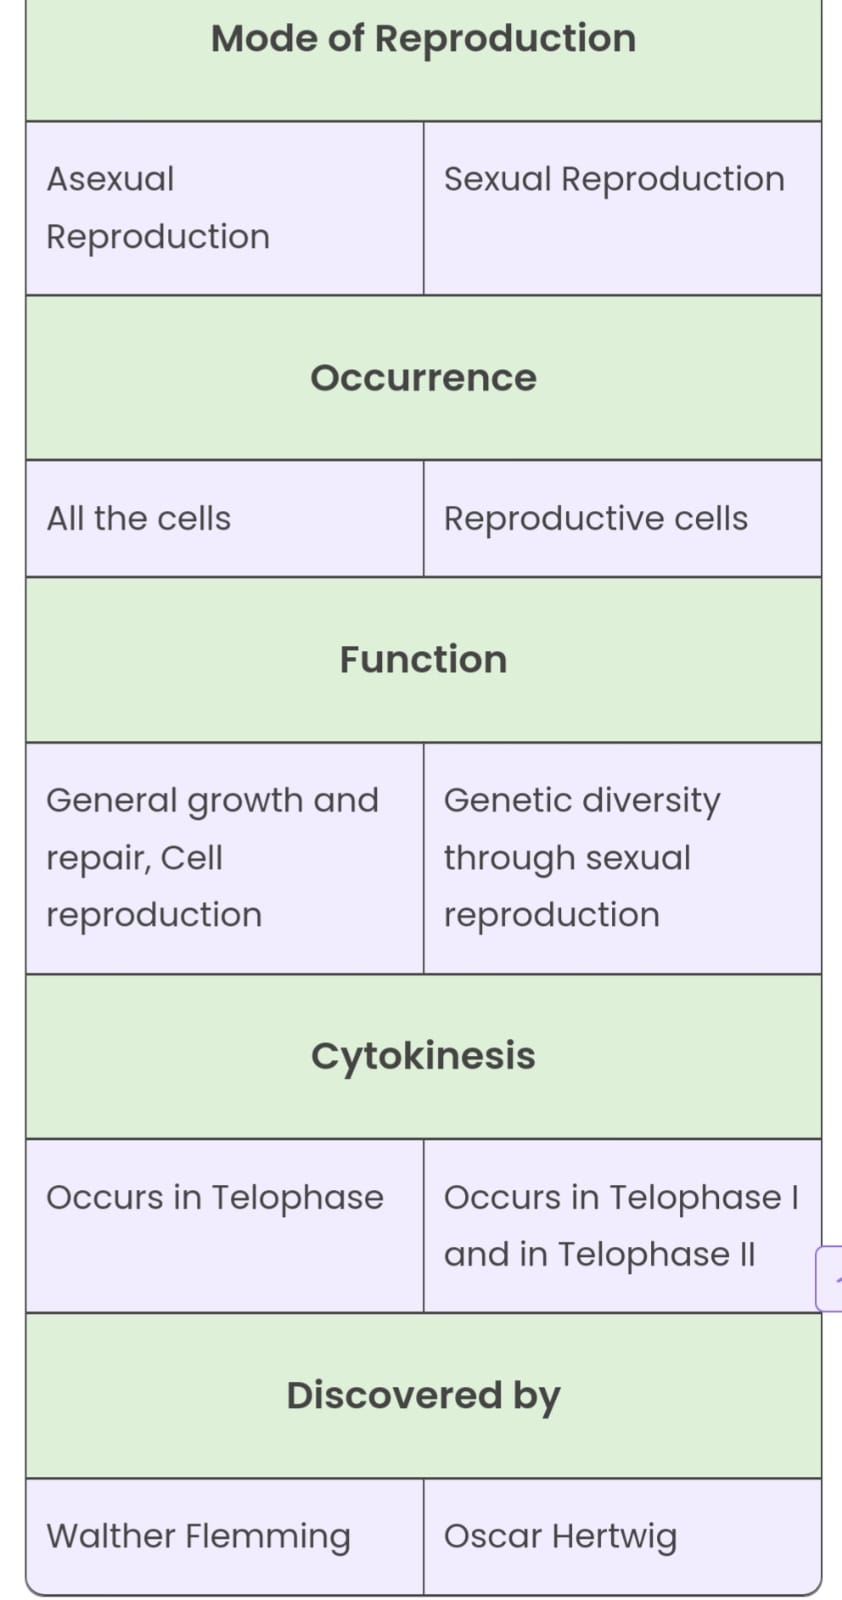 Mode of Reproduction
Asexual
Reproduction
Sexual Reproduction
Occurrence
All the cells
Reproductive cells
Function
General growth and
repair, Cell
reproduction
Genetic diversity
through sexual
reproduction
Cytokinesis
Occurs in Telophase
Occurs in Telophase I
and in Telophase II
Discovered by
Walther Flemming
Oscar Hertwig